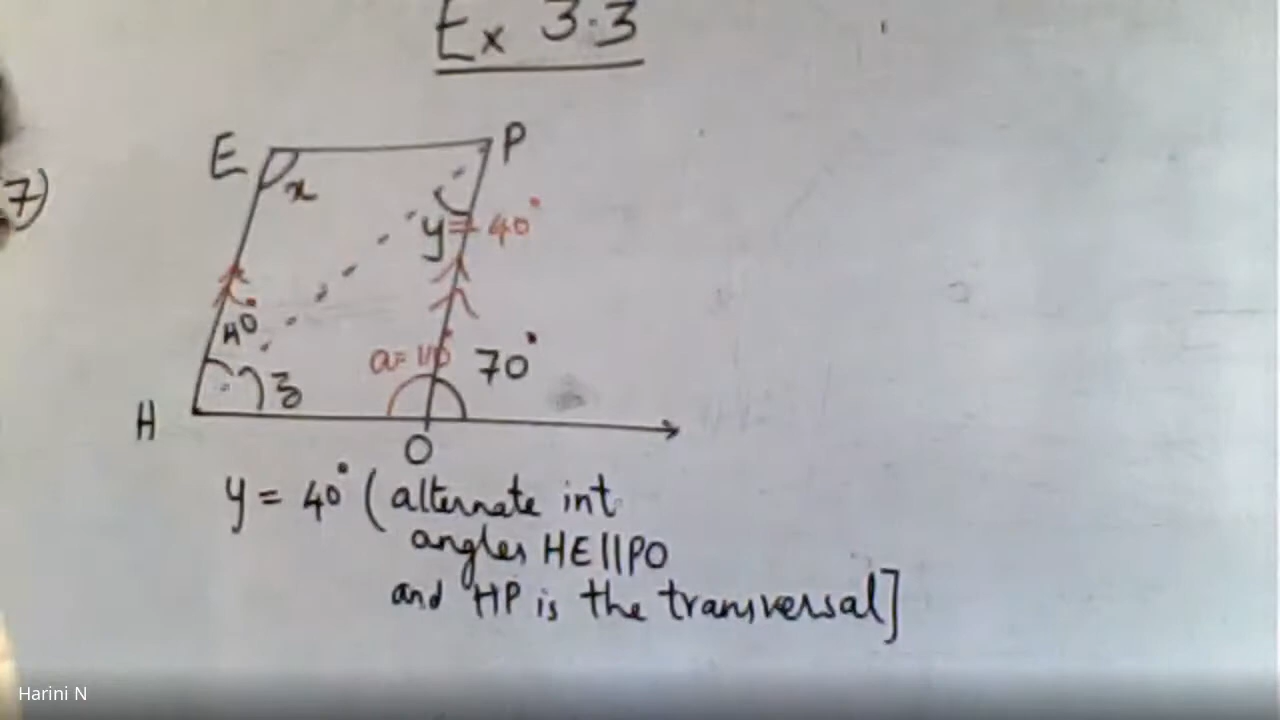 Ex 3.3
7)
E
P
x
y = 40°
40°
a = 110°
70°
z
H
O
y = 40° (alternate int.
angles HE||PO
and HP is the transversal]
Harini N